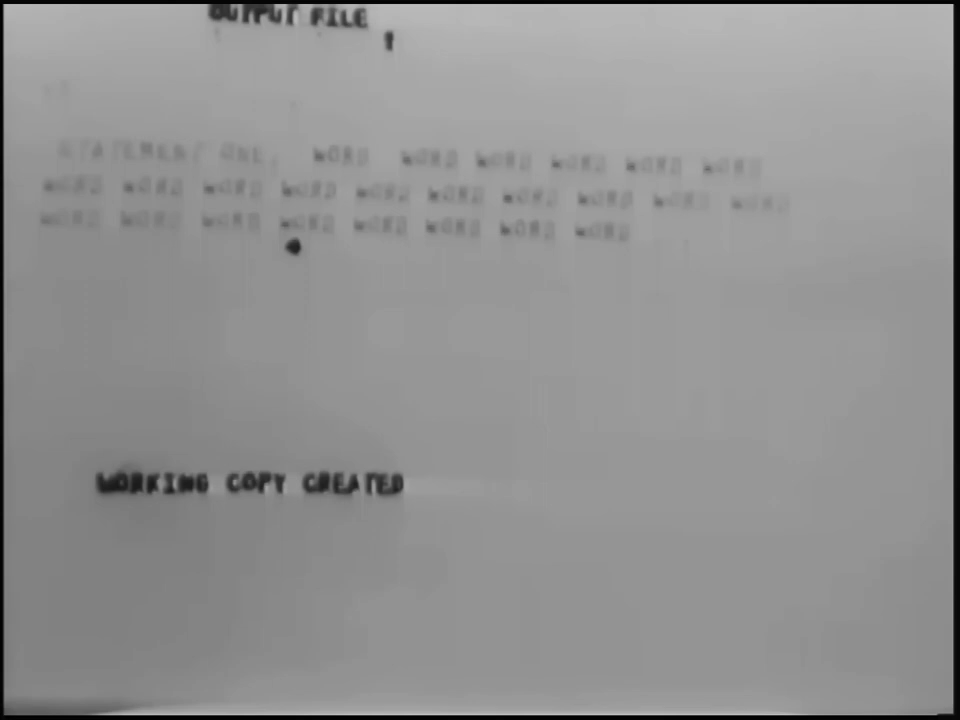 OUTPUT FILE
↑
STATEMENT ONE. WORD WORD WORD WORD WORD WORD
WORD WORD WORD WORD WORD WORD WORD WORD WORD WORD
WORD WORD WORD WORD WORD WORD WORD WORD
WORKING COPY CREATED